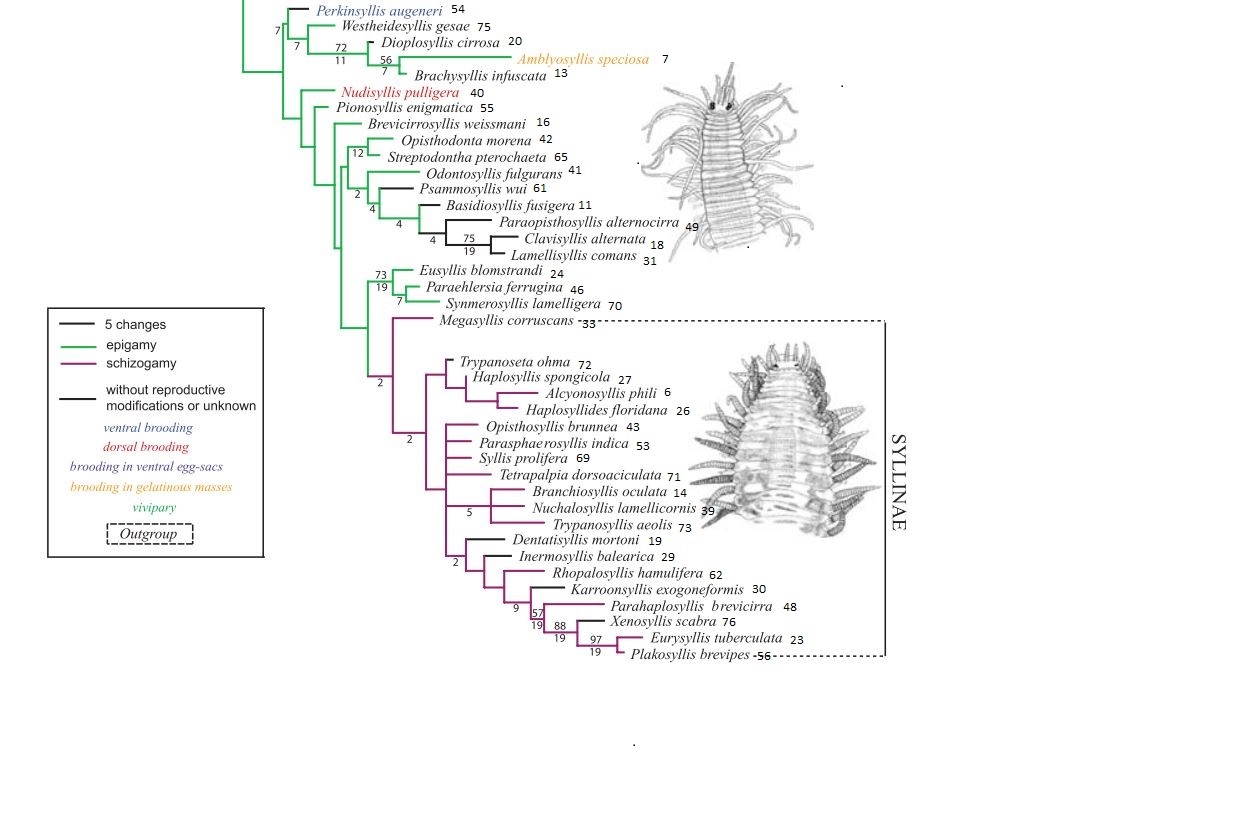 Perkinsyllis augeneri 54
7
Westheidesyllis gesae 75
7
Dioplosyllis cirrosa 20
72
11
Amblyosyllis speciosa 7
56
7
Brachysyllis infuscata 13
Nudisyllis pulligera 40
Pionosyllis enigmatica 55
Brevicirrosyllis weissmani 16
Opisthodonta morena 42
12
Streptodontha pterochaeta 65
Odontosyllis fulgurans 41
2
Psammosyllis wui 61
4
Basidiosyllis fusigera 11
4
Paraopisthosyllis alternocirra 49
4
Clavisyllis alternata 18
75
19
Lamellisyllis comans 31
Eusyllis blomstrandi 24
73
19
Paraehlersia ferrugina 46
7
Synmerosyllis lamelligera 70
Megasyllis corruscans 33
2
Trypanoseta ohma 72
Haplosyllis spongicola 27
Alcyonosyllis phili 6
Haplosyllides floridana 26
2
Opisthosyllis brunnea 43
Parasphaerosyllis indica 53
Syllis prolifera 69
Tetrapalpia dorsoaciculata 71
Branchiosyllis oculata 14
Nuchalosyllis lamellicornis 39
5
Trypanosyllis aeolis 73
Dentatisyllis mortoni 19
2
Inermosyllis balearica 29
Rhopalosyllis hamulifera 62
Karroonsyllis exogoneformis 30
9
Parahaplosyllis brevicirra 48
57
19
Xenosyllis scabra 76
88
19
Eurysyllis tuberculata 23
97
19
Plakosyllis brevipes 56
SYLLINAE
5 changes
epigamy
schizogamy
without reproductive
modifications or unknown
ventral brooding
dorsal brooding
brooding in ventral egg-sacs
brooding in gelatinous masses
vivipary
Outgroup